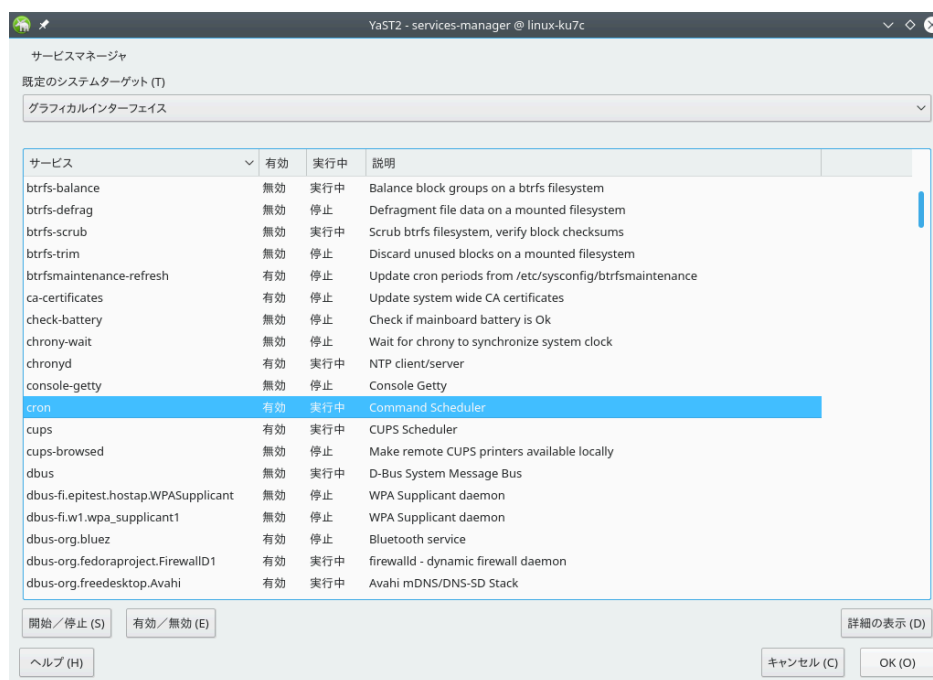 YaST2 - services-manager @ linux-ku7c
サービスマネージャ
既定のシステムターゲット (T)
グラフィカルインターフェイス
サービス 有効 実行中 説明
btrfs-balance 無効 実行中 Balance block groups on a btrfs filesystem
btrfs-defrag 無効 停止 Defragment file data on a mounted filesystem
btrfs-scrub 無効 実行中 Scrub btrfs filesystem, verify block checksums
btrfs-trim 無効 停止 Discard unused blocks on a mounted filesystem
btrfsmaintenance-refresh 有効 停止 Update cron periods from /etc/sysconfig/btrfsmaintenance
ca-certificates 有効 停止 Update system wide CA certificates
check-battery 無効 停止 Check if mainboard battery is Ok
chrony-wait 無効 停止 Wait for chrony to synchronize system clock
chronyd 有効 実行中 NTP client/server
console-getty 無効 停止 Console Getty
cron 有効 実行中 Command Scheduler
cups 有効 実行中 CUPS Scheduler
cups-browsed 無効 停止 Make remote CUPS printers available locally
dbus 無効 実行中 D-Bus System Message Bus
dbus-fi.epitest.hostap.WPASupplicant 無効 停止 WPA Supplicant daemon
dbus-fi.w1.wpa_supplicant1 無効 停止 WPA Supplicant daemon
dbus-org.bluez 有効 停止 Bluetooth service
dbus-org.fedoraproject.FirewallD1 有効 実行中 firewalld - dynamic firewall daemon
dbus-org.freedesktop.Avahi 有効 実行中 Avahi mDNS/DNS-SD Stack
開始／停止 (S) 有効／無効 (E) 詳細の表示 (D)
ヘルプ (H) キャンセル (C) OK (O)